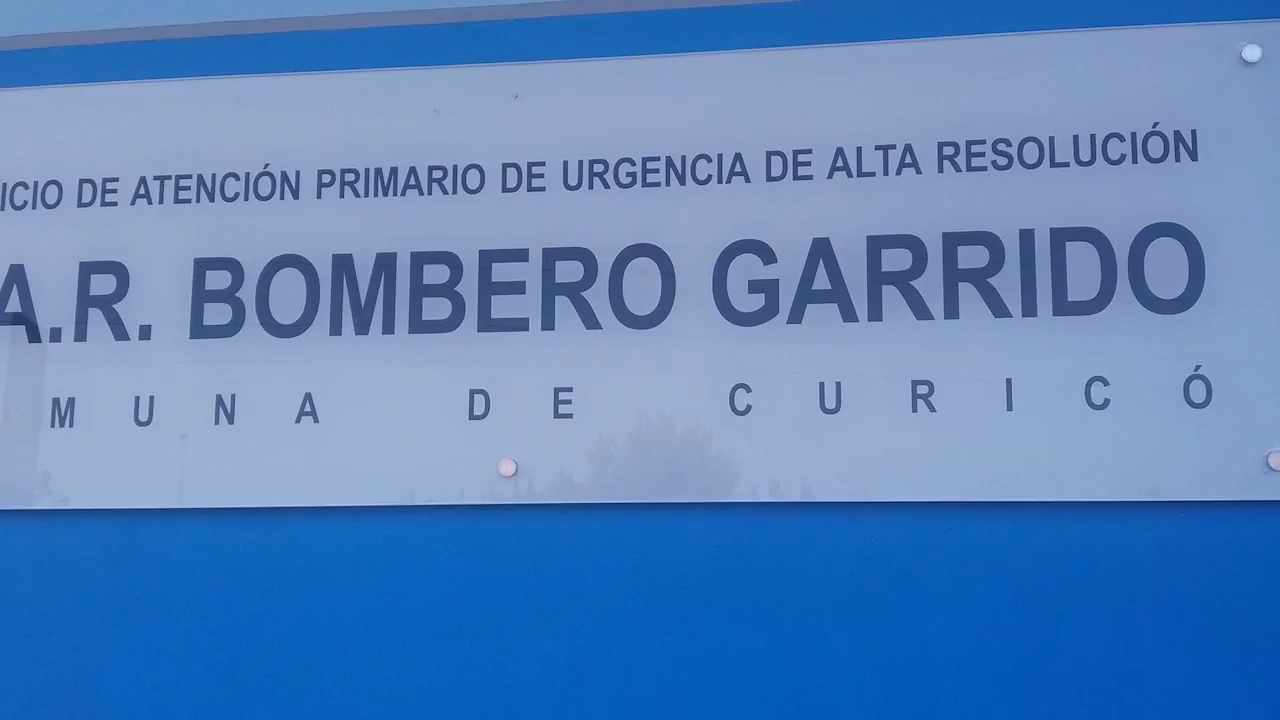 ICIO DE ATENCIÓN PRIMARIO DE URGENCIA DE ALTA RESOLUCIÓN
A.R. BOMBERO GARRIDO
MUNA DE CURICÓ